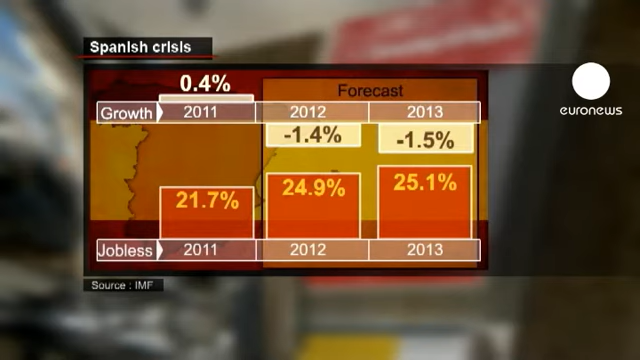 Spanish crisis
0.4%
Forecast
Growth 2011 2012 2013
-1.4% -1.5%
euronews
21.7% 24.9% 25.1%
Jobless 2011 2012 2013
Source : IMF